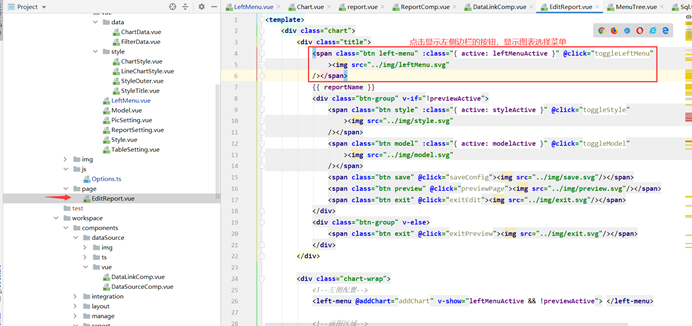 vue
data
ChartData.vue
FilterData.vue
style
ChartStyle.vue
LineChartStyle.vue
StyleOuter.vue
StyleTitle.vue
LeftMenu.vue
Model.vue
PicSetting.vue
ReportSetting.vue
Style.vue
TableSetting.vue
img
js
Options.ts
page
EditReport.vue
test
workspace
components
dataSource
img
ts
vue
DataLinkComp.vue
DataSourceComp.vue
integration
layout
manage
report
LeftMenu.vue Chart.vue report.vue ReportComp.vue DataLinkComp.vue EditReport.vue MenuTree.vue Sql
1 <template>
2 <div class="chart">
3 <div class="title"> 点击显示左侧边栏的按钮，显示图表选择菜单
4 <span class="btn left-menu" :class="{ active: leftMenuActive }" @click="toggleLeftMenu"
5 ><img src="../img/leftMenu.svg"
6 /></span>
7 {{ reportName }}
8 <div class="btn-group" v-if="!previewActive">
9 <span class="btn style" :class="{ active: styleActive }" @click="toggleStyle"
10 ><img src="../img/style.svg"
11 /></span>
12 <span class="btn model" :class="{ active: modelActive }" @click="toggleModel"
13 ><img src="../img/model.svg"
14 /></span>
15 <span class="btn save" @click="saveConfig"><img src="../img/save.svg"/></span>
16 <span class="btn preview" @click="previewPage"><img src="../img/preview.svg"/></span>
17 <span class="btn exit" @click="exitEdit"><img src="../img/exit.svg"/></span>
18 </div>
19 <div class="btn-group" v-else>
20 <span class="btn exit" @click="exitPreview"><img src="../img/exit.svg"/></span>
21 </div>
22 </div>
23
24 <div class="chart-wrap">
25 <!--左侧配置-->
26 <left-menu @addChart="addChart" v-show="leftMenuActive && !previewActive"> </left-menu>
27
28